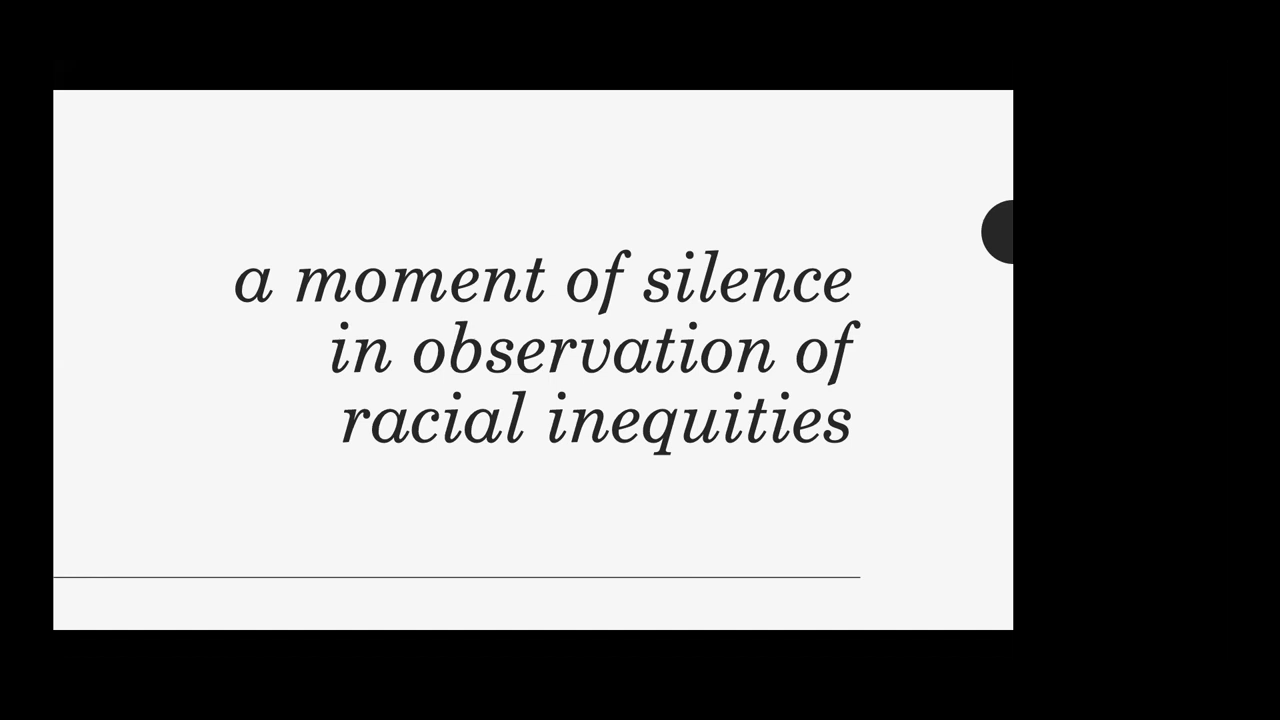 a moment of silence
in observation of
racial inequities